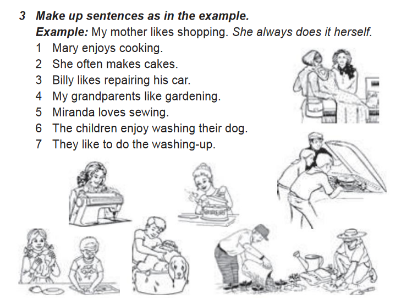 3 Make up sentences as in the example.
Example: My mother likes shopping. She always does it herself.
1 Mary enjoys cooking.
2 She often makes cakes.
3 Billy likes repairing his car.
4 My grandparents like gardening.
5 Miranda loves sewing.
6 The children enjoy washing their dog.
7 They like to do the washing-up.